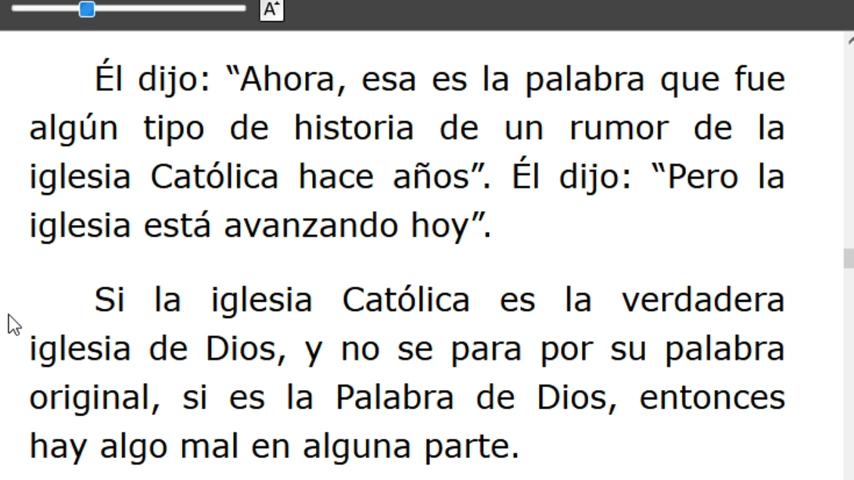 A
Él dijo: “Ahora, esa es la palabra que fue
algún tipo de historia de un rumor de la
iglesia Católica hace años”. Él dijo: “Pero la
iglesia está avanzando hoy”.
Si la iglesia Católica es la verdadera
iglesia de Dios, y no se para por su palabra
original, si es la Palabra de Dios, entonces
hay algo mal en alguna parte.